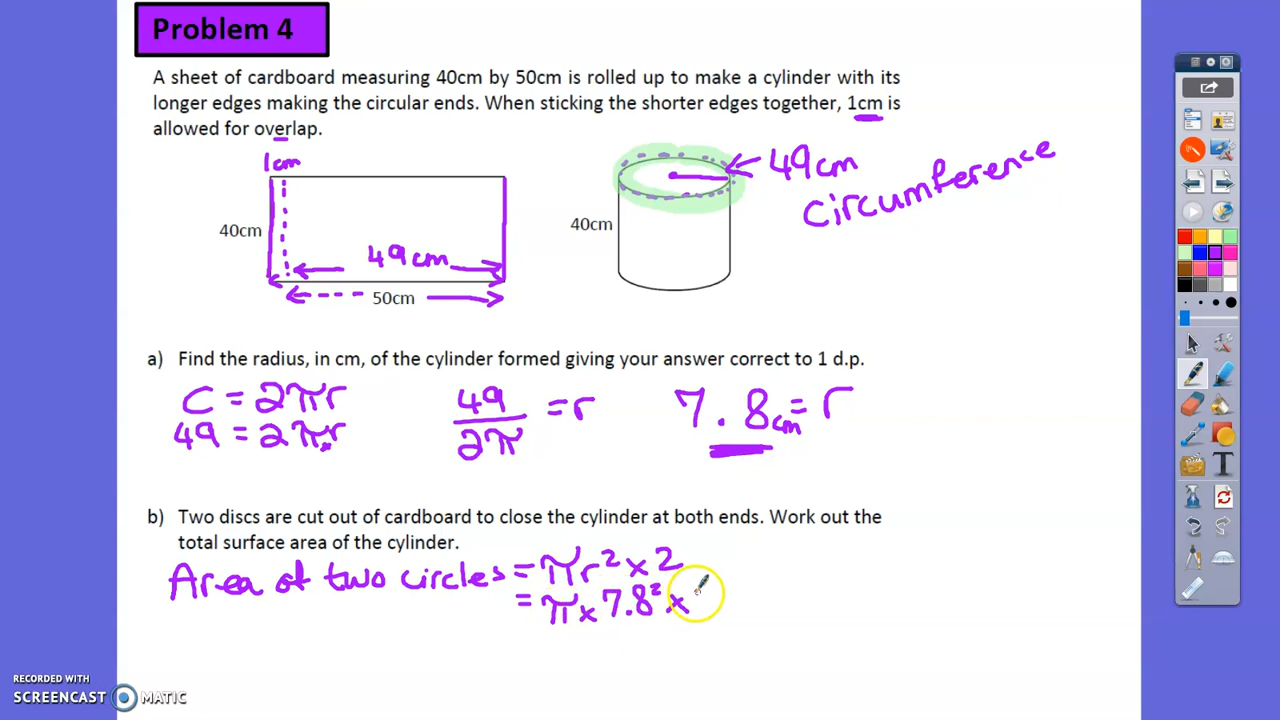 Problem 4
A sheet of cardboard measuring 40cm by 50cm is rolled up to make a cylinder with its
longer edges making the circular ends. When sticking the shorter edges together, 1cm is
allowed for overlap.
1cm
40cm
49cm
50cm
40cm
49cm
circumference
a) Find the radius, in cm, of the cylinder formed giving your answer correct to 1 d.p.
C = 2πr
49 = 2πr
49/2π = r
7.8cm = r
b) Two discs are cut out of cardboard to close the cylinder at both ends. Work out the
total surface area of the cylinder.
Area of two circles = πr² × 2
= π × 7.8² ×
RECORDED WITH
SCREENCAST MATIC